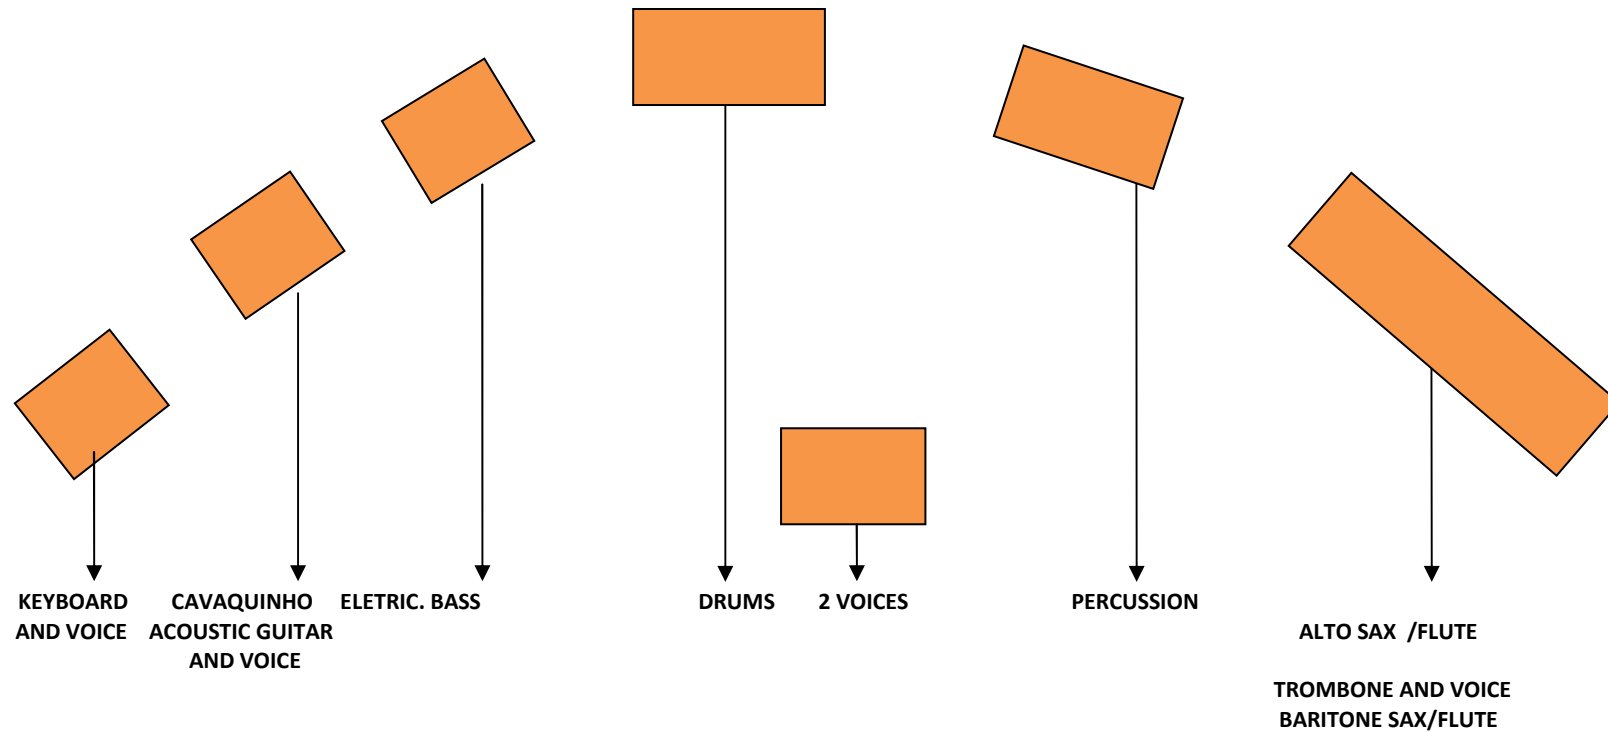 KEYBOARD
AND VOICE
CAVAQUINHO
ACOUSTIC GUITAR
AND VOICE
ELETRIC. BASS
DRUMS
2 VOICES
PERCUSSION
ALTO SAX /FLUTE
TROMBONE AND VOICE
BARITONE SAX/FLUTE